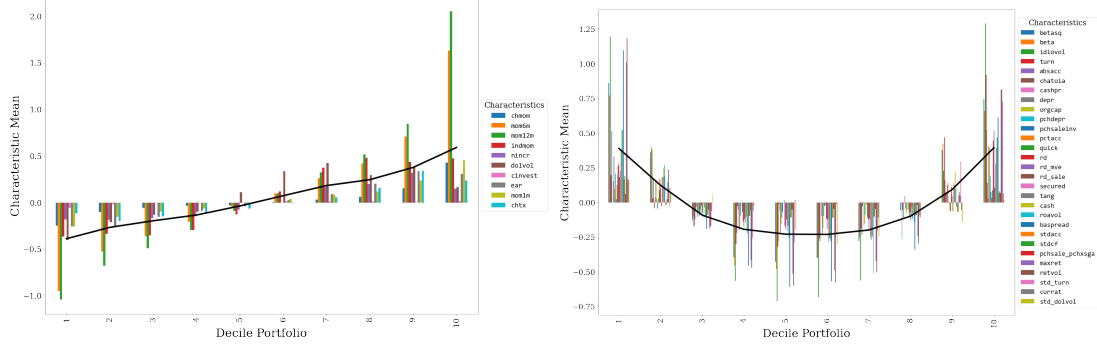 2.0
1.5
1.0
0.5
0.0
−0.5
−1.0
Characteristic Mean
1
2
3
4
5
6
7
8
9
10
Decile Portfolio
Characteristics
chmom
mom6m
mom12m
indmom
nincr
dolvol
cinvest
ear
mom1m
chtx
1.25
1.00
0.75
0.50
0.25
0.00
−0.25
−0.50
−0.75
Characteristic Mean
1
2
3
4
5
6
7
8
9
10
Decile Portfolio
Characteristics
betasq
beta
idiovol
turn
absacc
chatoia
cashpr
depr
orgcap
pchdepr
pchsaleinv
pctacc
quick
rd
rd_mve
rd_sale
secured
tang
cash
roavol
baspread
stdacc
stdcf
pchsale_pchxsga
maxret
retvol
std_turn
currat
std_dolvol